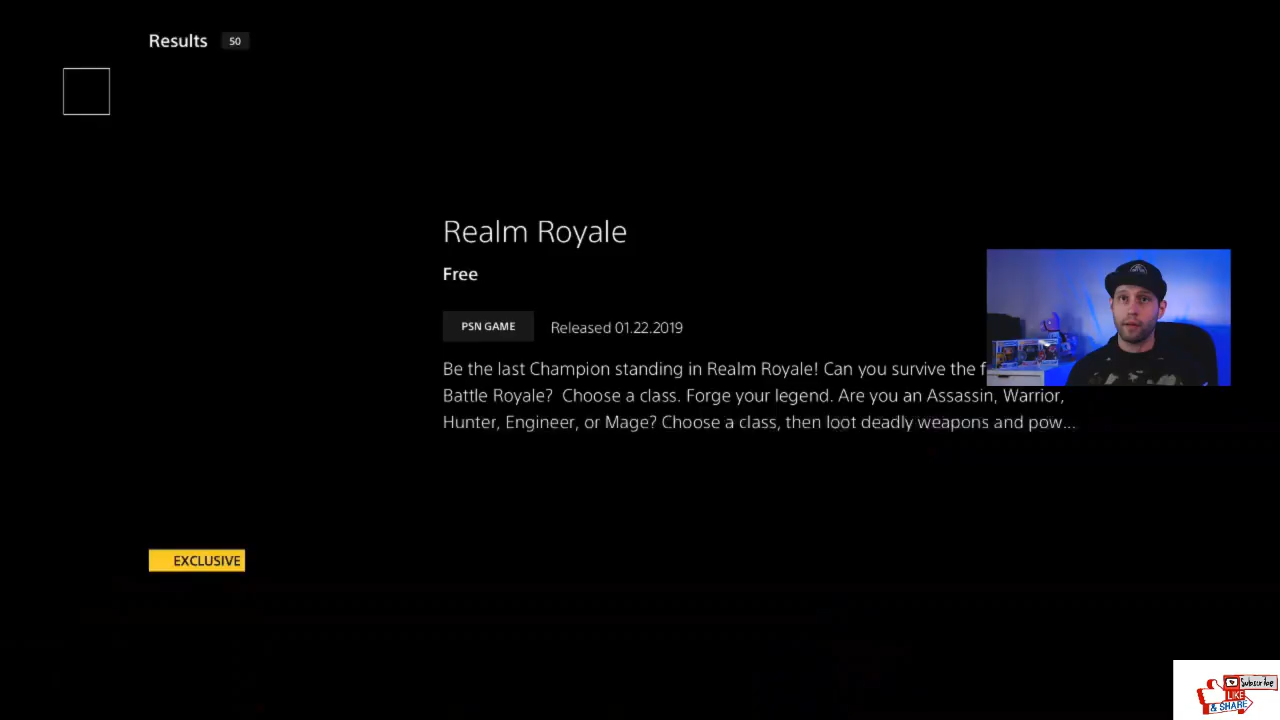 Results 50
Realm Royale
Free
PSN GAME Released 01.22.2019
Be the last Champion standing in Realm Royale! Can you survive the f
Battle Royale? Choose a class. Forge your legend. Are you an Assassin, Warrior,
Hunter, Engineer, or Mage? Choose a class, then loot deadly weapons and pow...
EXCLUSIVE
Subscribe
LIKE
& SHARE